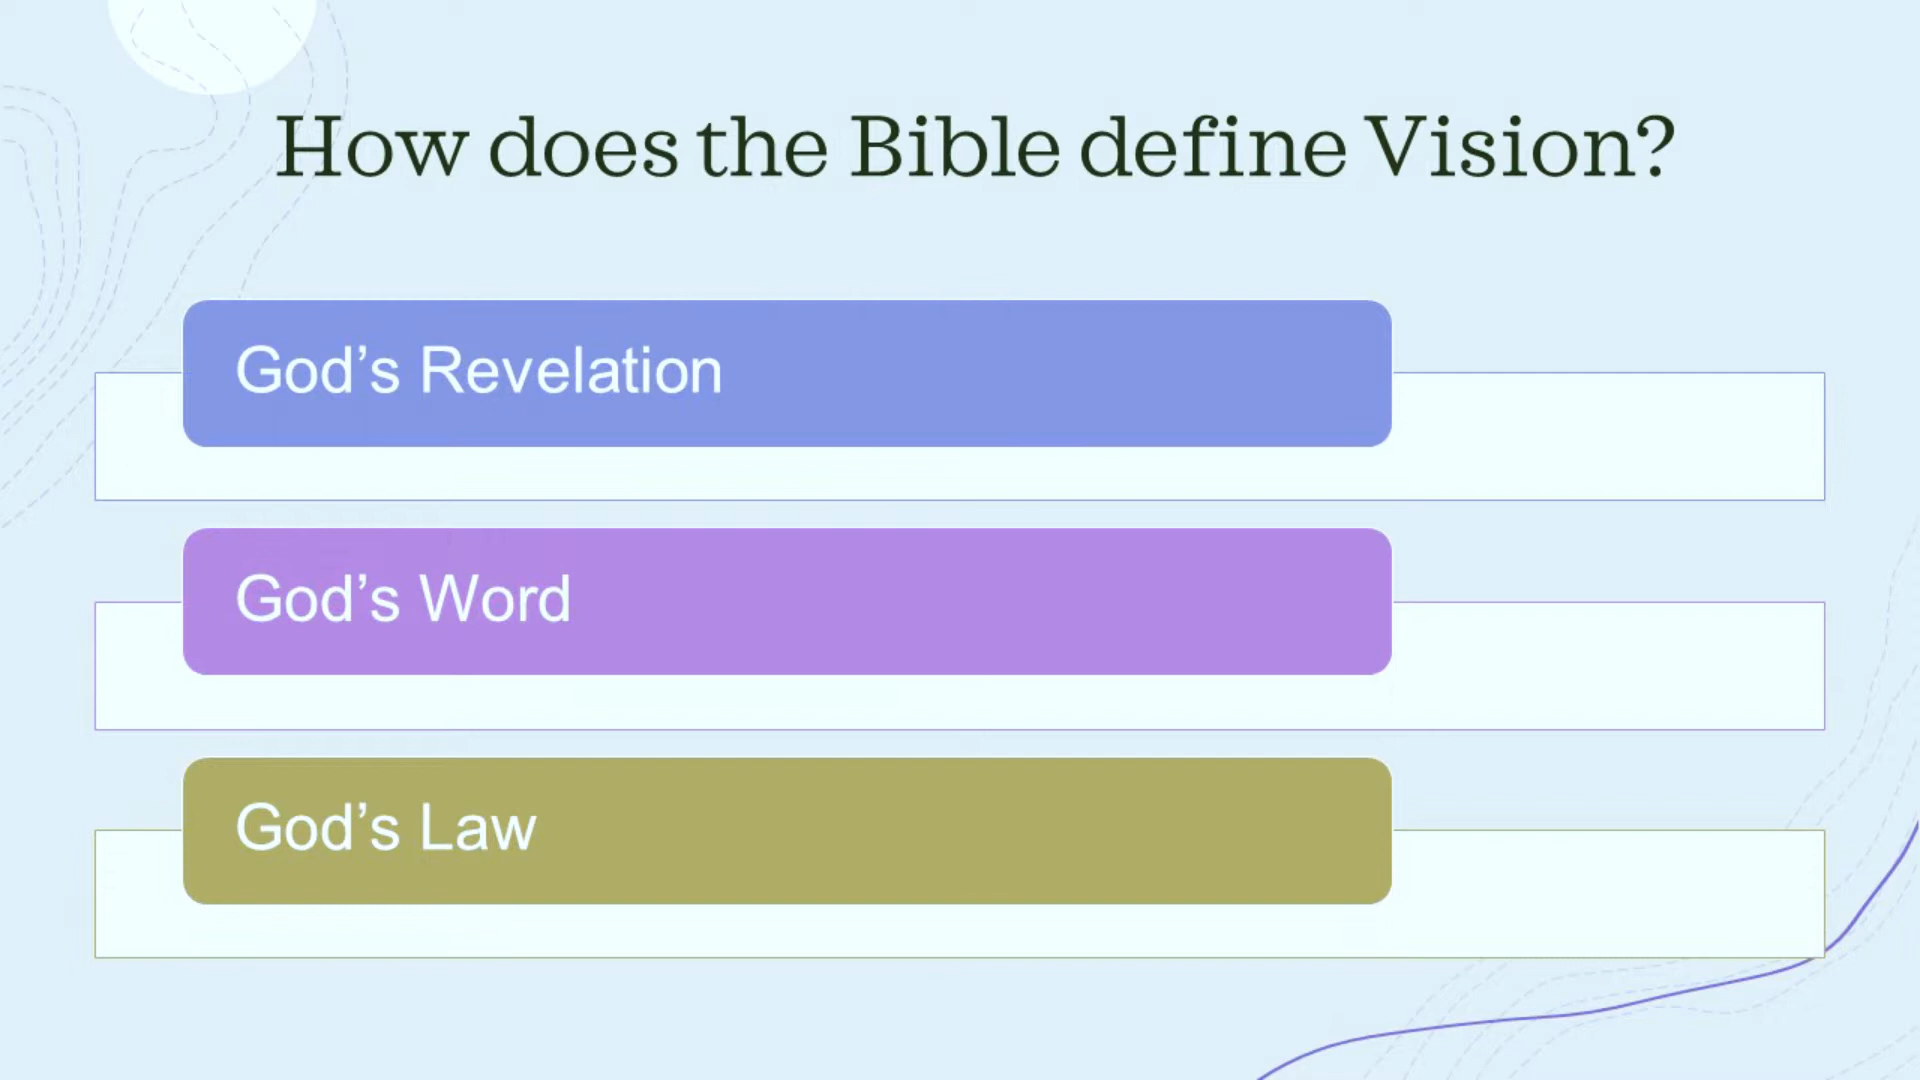 How does the Bible define Vision?
God’s Revelation
God’s Word
God’s Law